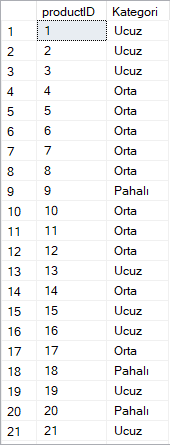 productID Kategori
1 1 Ucuz
2 2 Ucuz
3 3 Ucuz
4 4 Orta
5 5 Orta
6 6 Orta
7 7 Orta
8 8 Orta
9 9 Pahalı
10 10 Orta
11 11 Orta
12 12 Orta
13 13 Ucuz
14 14 Orta
15 15 Ucuz
16 16 Ucuz
17 17 Orta
18 18 Pahalı
19 19 Ucuz
20 20 Pahalı
21 21 Ucuz